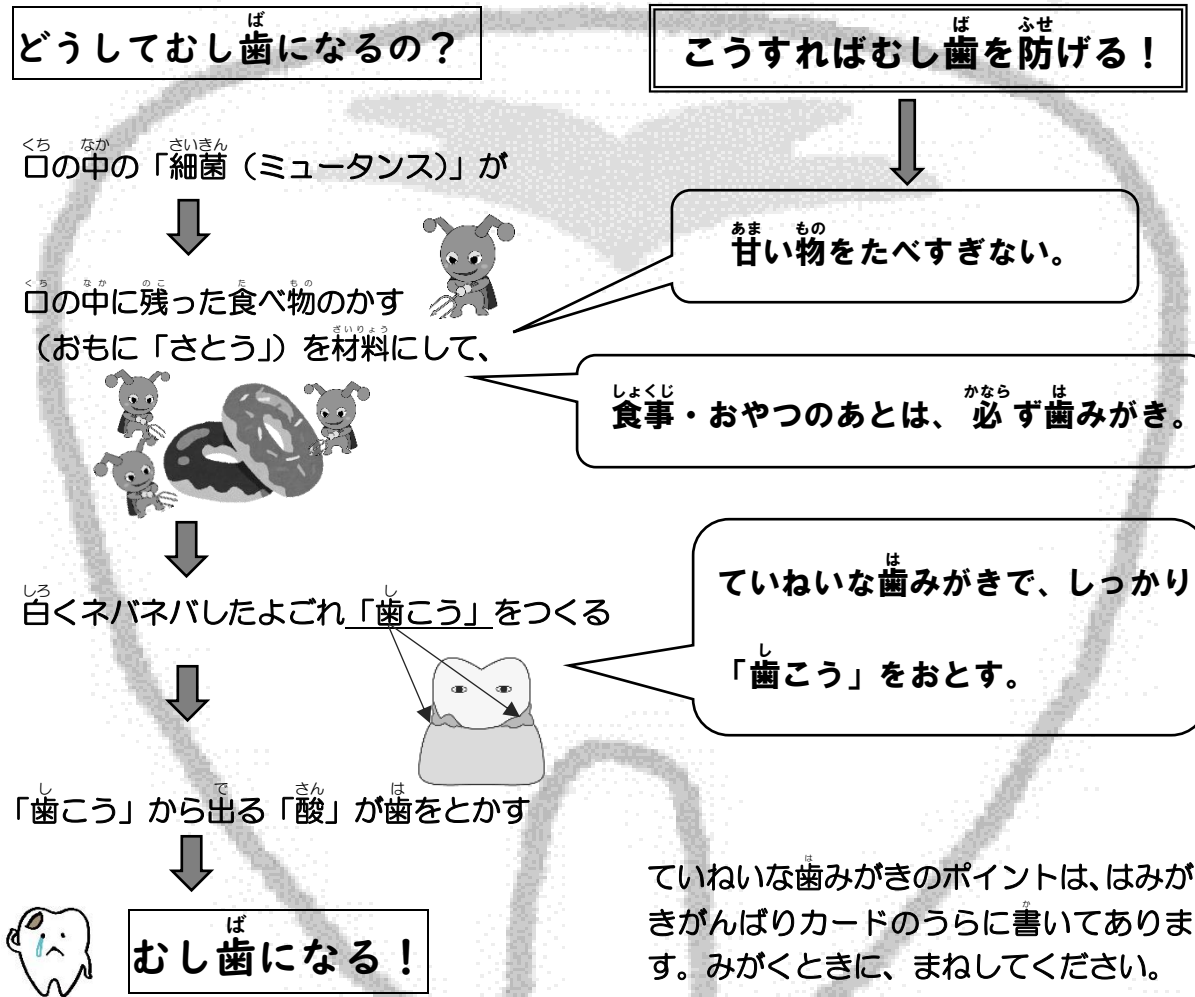 どうしてむし歯になるの？
口の中の「細菌（ミュータンス）」が
口の中に残った食べ物のかす
（おもに「さとう」）を材料にして、
白くネバネバしたよごれ「歯こう」をつくる
「歯こう」から出る「酸」が歯をとかす
むし歯になる！
こうすればむし歯を防げる！
甘い物をたべすぎない。
食事・おやつのあとは、必ず歯みがき。
ていねいな歯みがきで、しっかり
「歯こう」をおとす。
ていねいな歯みがきのポイントは、はみが
きがんばりカードのうらに書いてありま
す。みがくときに、まねしてください。